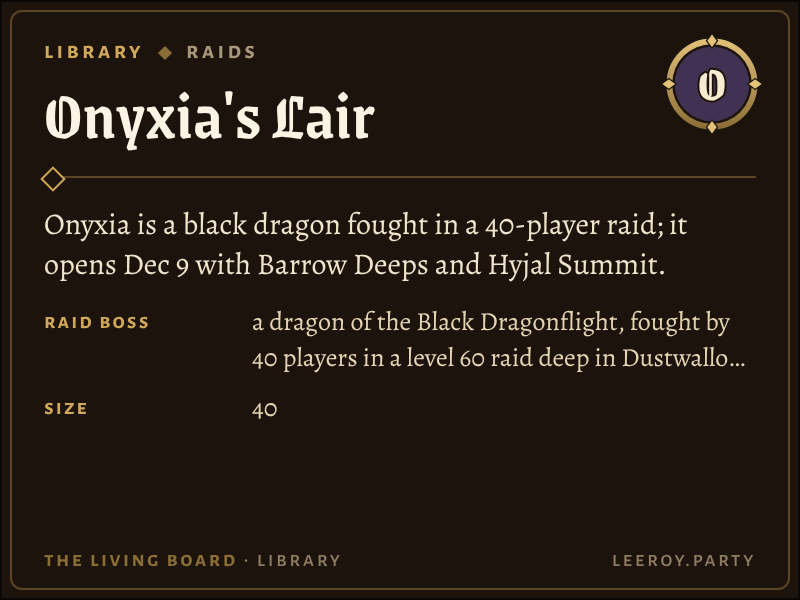 LIBRARY ◆ RAIDS
O
Onyxia's Lair
Onyxia is a black dragon fought in a 40-player raid; it
opens Dec 9 with Barrow Deeps and Hyjal Summit.
RAID BOSS a dragon of the Black Dragonflight, fought by
40 players in a level 60 raid deep in Dustwallo…
SIZE 40
THE LIVING BOARD · LIBRARY LEEROY.PARTY